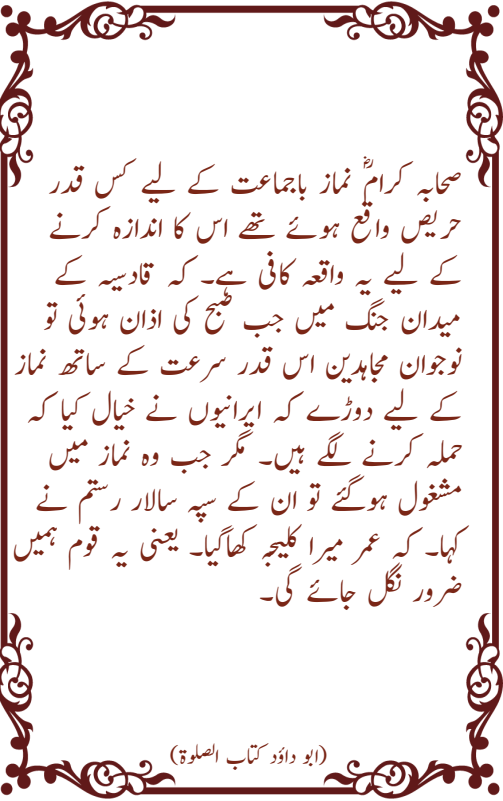 صحابہ کرامؓ نماز باجماعت کے لیے کس قدر
حریص واقع ہوئے تھے اس کا اندازہ کرنے
کے لیے یہ واقعہ کافی ہے۔ کہ قادسیہ کے
میدان جنگ میں جب صُبح کی اذان ہوئی تو
نوجوان مجاہدین اس قدر سرعت کے ساتھ نماز
کے لیے دوڑے کہ ایرانیوں نے خیال کیا کہ
حملہ کرنے لگے ہیں۔ مگر جب وہ نماز میں
مشغول ہوگئے تو ان کے سپہ سالار رستم نے
کہا۔ کہ عمر میرا کلیجہ کھاگیا۔ یعنی یہ قوم ہمیں
ضرور نگل جائے گی۔
(ابو داؤد کتاب الصلوۃ)